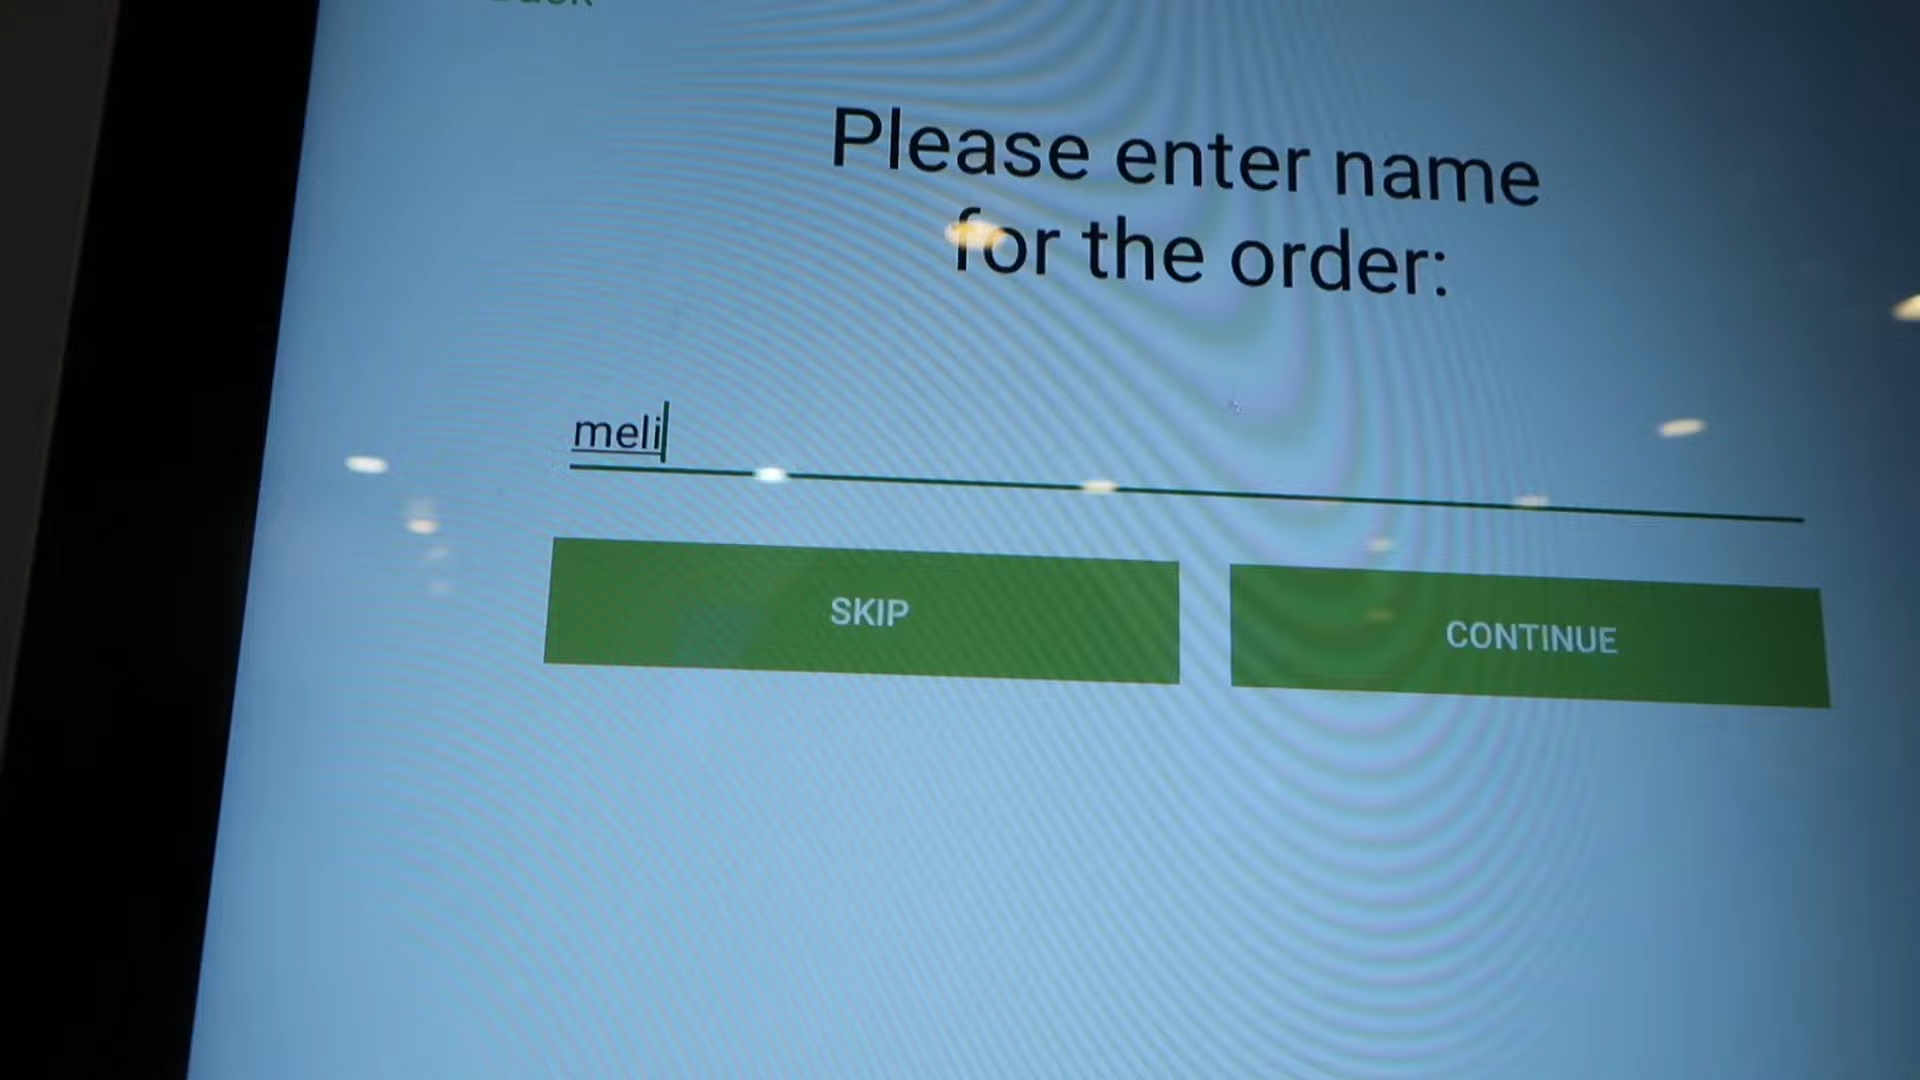 Please enter name
for the order:
meli
SKIP
CONTINUE